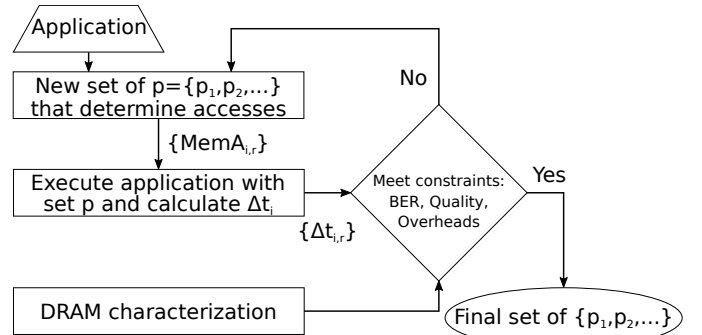 Application
New set of p={p₁,p₂,...}
that determine accesses
No
{MemAᵢ,ᵣ}
Execute application with
set p and calculate Δtᵢ
Meet constraints:
BER, Quality,
Overheads
Yes
{Δtᵢ,ᵣ}
DRAM characterization
Final set of {p₁,p₂,...}